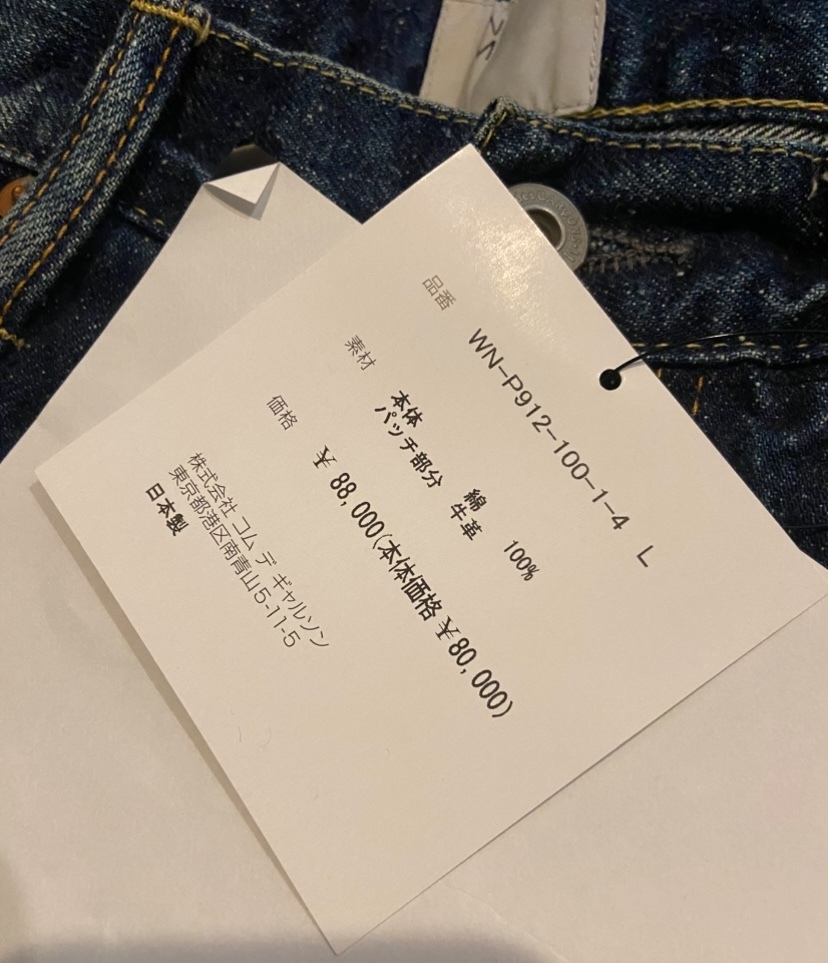 品番 WN-P912-100-1-4 L
素材 本体 綿 100%
パッチ部分 牛革
価格 ¥ 88,000(本体価格 ¥80,000)
株式会社 コム デ ギャルソン
東京都港区南青山5-11-5
日本製